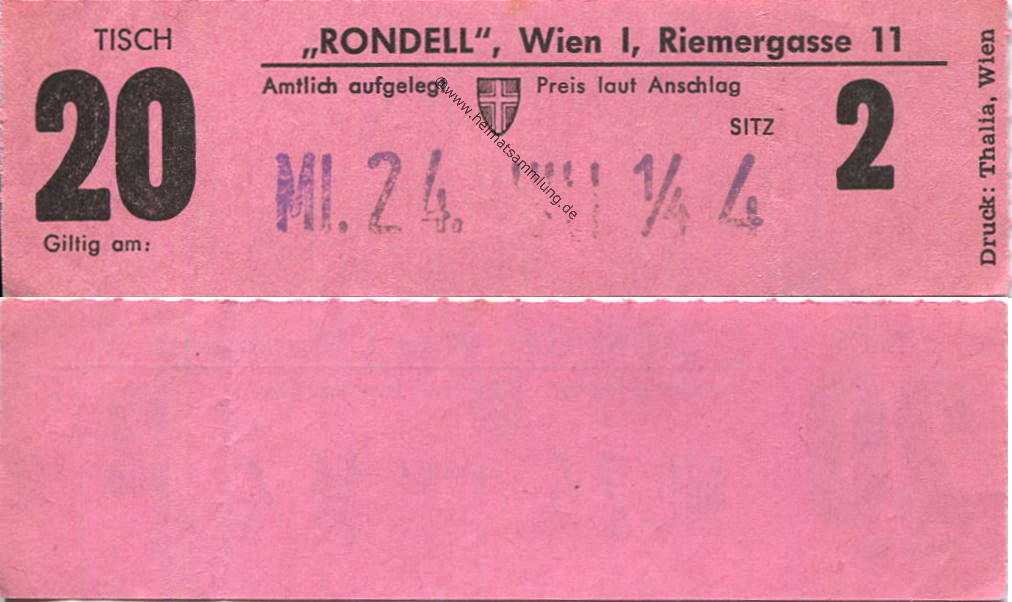 TISCH
20
Giltig am:
„RONDELL“, Wien I, Riemergasse 11
Amtlich aufgelegt Preis laut Anschlag
SITZ 2
MI. 24. ¼ 4
Druck: Thalia, Wien
©www.heimatsammlung.de